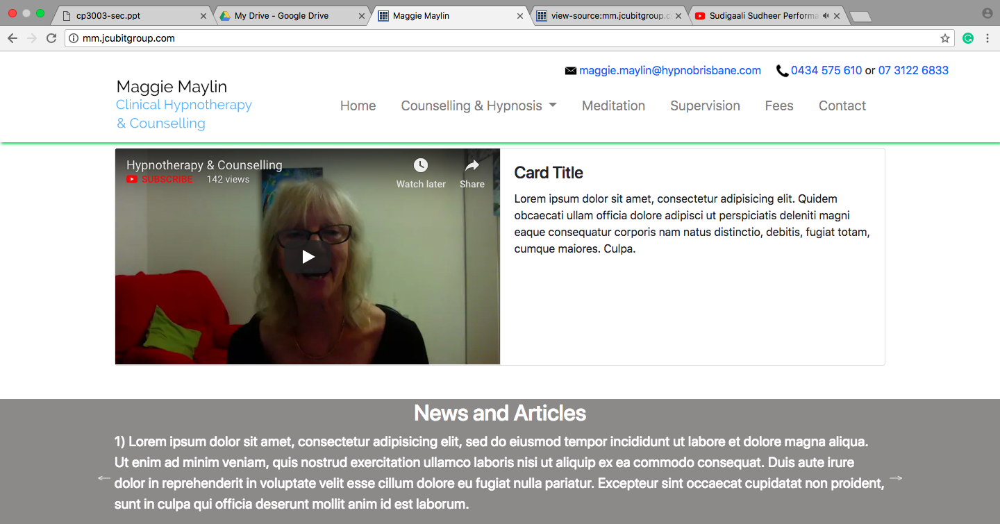 cp3003-sec.ppt
My Drive - Google Drive
Maggie Maylin
view-source:mm.jcubitgroup.c
Sudigaali Sudheer Performa
mm.jcubitgroup.com
maggie.maylin@hypnobrisbane.com 0434 575 610 or 07 3122 6833
Maggie Maylin
Clinical Hypnotherapy
& Counselling
Home Counselling & Hypnosis Meditation Supervision Fees Contact
Hypnotherapy & Counselling
SUBSCRIBE 142 views
Watch later Share
Card Title
Lorem ipsum dolor sit amet, consectetur adipisicing elit. Quidem
obcaecati ullam officia dolore adipisci ut perspiciatis deleniti magni
eaque consequatur corporis nam natus distinctio, debitis, fugiat totam,
cumque maiores. Culpa.
News and Articles
1) Lorem ipsum dolor sit amet, consectetur adipisicing elit, sed do eiusmod tempor incididunt ut labore et dolore magna aliqua.
Ut enim ad minim veniam, quis nostrud exercitation ullamco laboris nisi ut aliquip ex ea commodo consequat. Duis aute irure
dolor in reprehenderit in voluptate velit esse cillum dolore eu fugiat nulla pariatur. Excepteur sint occaecat cupidatat non proident,
sunt in culpa qui officia deserunt mollit anim id est laborum.